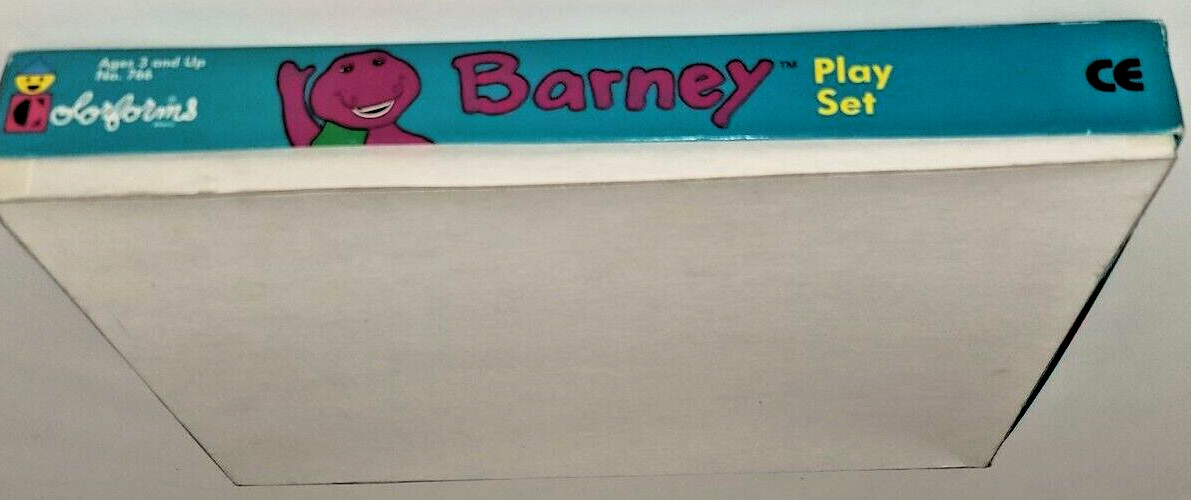 Ages 3 and Up
No. 766
Colorforms
Barney™
Play
Set
CE